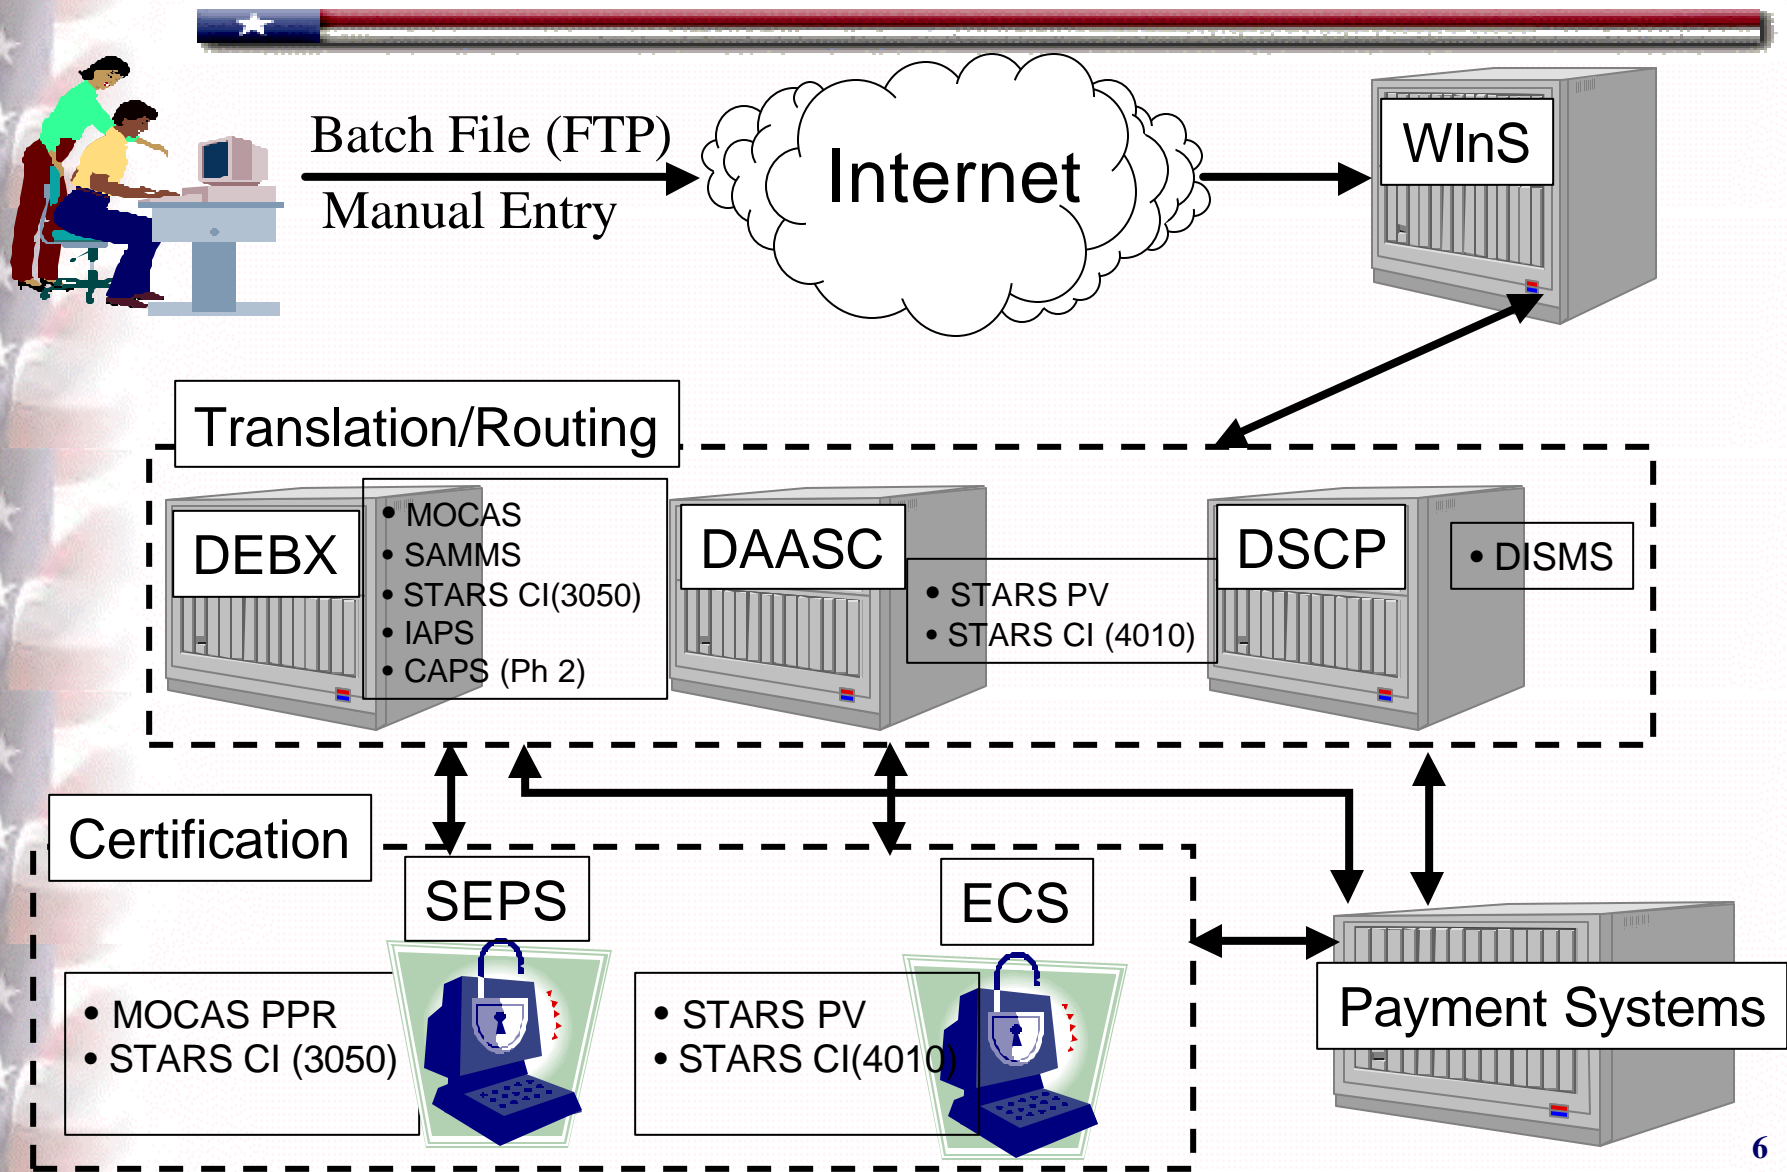 Batch File (FTP)
Manual Entry
Internet
WInS
Translation/Routing
DEBX
• MOCAS
• SAMMS
• STARS CI(3050)
• IAPS
• CAPS (Ph 2)
DAASC
• STARS PV
• STARS CI (4010)
DSCP
• DISMS
Certification
SEPS
• MOCAS PPR
• STARS CI (3050)
ECS
• STARS PV
• STARS CI(4010)
Payment Systems
6